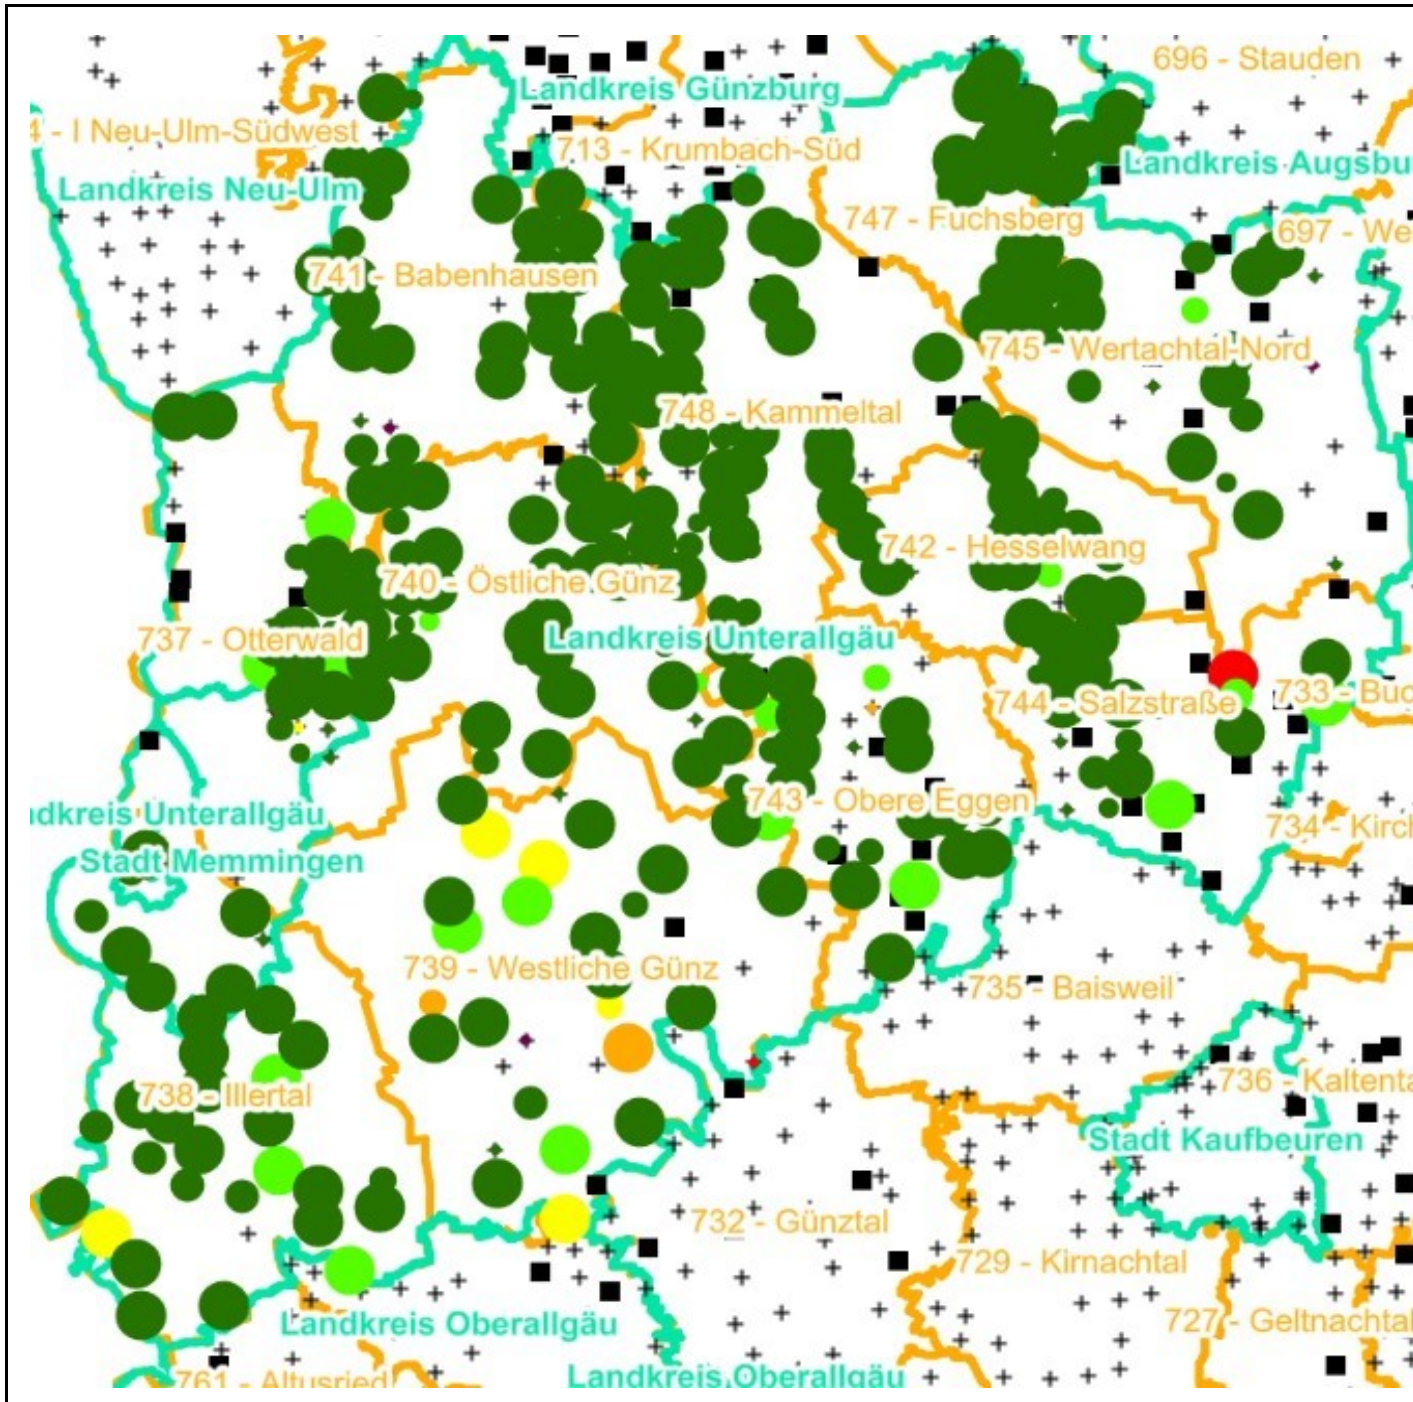 696 - Stauden
Landkreis Günzburg
4 - I Neu-Ulm-Südwest
713 - Krumbach-Süd
Landkreis Augsbu
Landkreis Neu-Ulm
747 - Fuchsberg
697 - We
741 - Babenhausen
745 - Wertachtal-Nord
748 - Kammeltal
742 - Hesselwang
740 - Östliche Günz
737 - Otterwald
Landkreis Unterallgäu
744 - Salzstraße
733 - Buc
743 - Obere Eggen
ndkreis Unterallgäu
734 - Kirch
Stadt Memmingen
739 - Westliche Günz
735 - Baisweil
736 - Kaltenta
738 - Illertal
Stadt Kaufbeuren
732 - Günztal
729 - Kirnachtal
727 - Geltnachtal
Landkreis Oberallgäu
Landkreis Oberallgäu
761 - Altusried